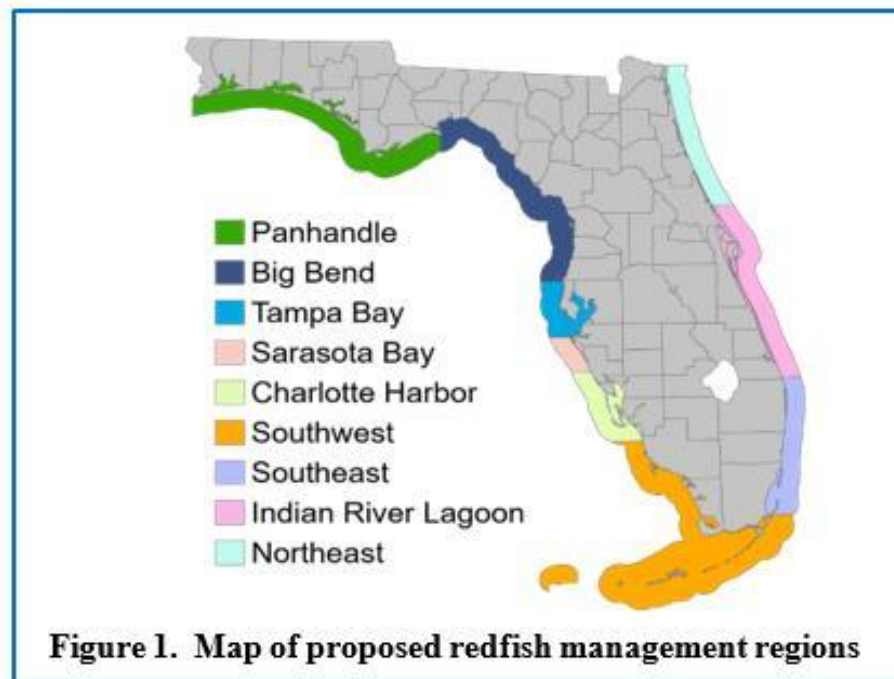 Panhandle
Big Bend
Tampa Bay
Sarasota Bay
Charlotte Harbor
Southwest
Southeast
Indian River Lagoon
Northeast
Figure 1.  Map of proposed redfish management regions